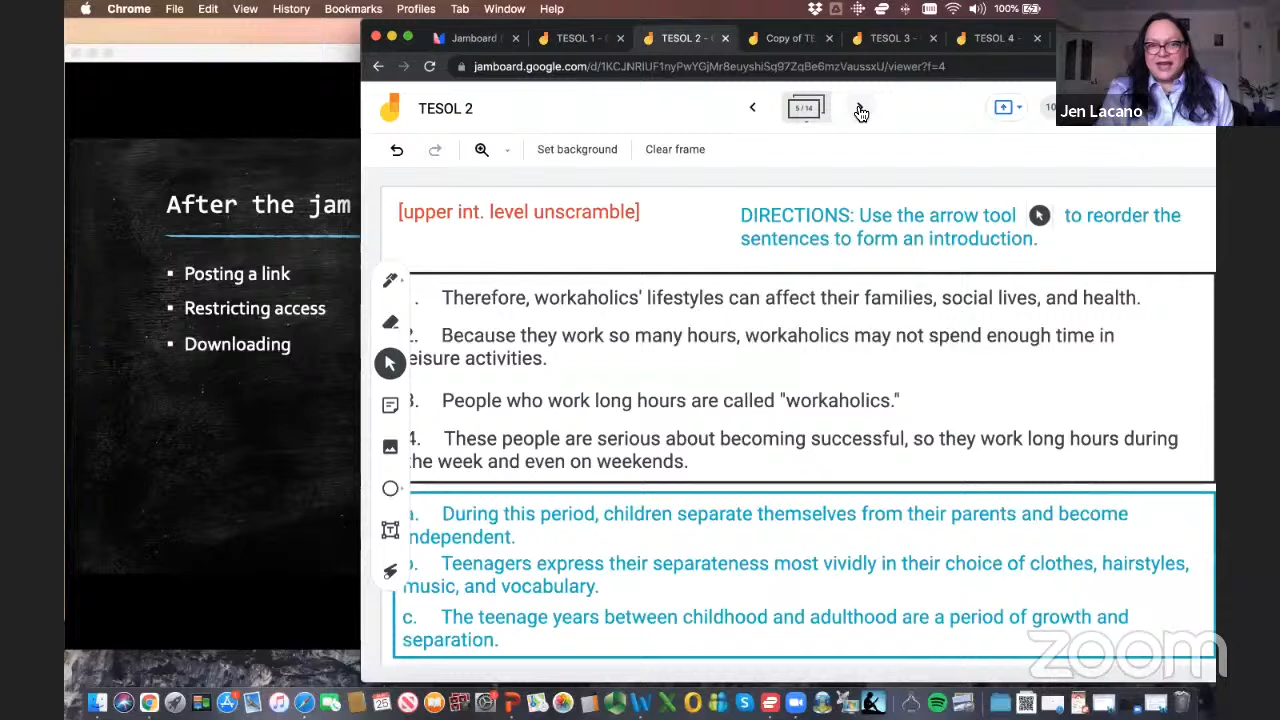 Chrome File Edit View History Bookmarks Profiles Tab Window Help 100%
Jamboard TESOL 1 - TESOL 2 - Copy of TE TESOL 3 - TESOL 4 -
jamboard.google.com/d/1KCJNRIUF1nyPwYGjMr8euyshiSq97ZqBe6mzVaussxU/viewer?f=4
TESOL 2
5 / 14
10
Jen Lacano
Set background Clear frame
After the jam
▪ Posting a link
▪ Restricting access
▪ Downloading
[upper int. level unscramble]
DIRECTIONS: Use the arrow tool to reorder the
sentences to form an introduction.
. Therefore, workaholics' lifestyles can affect their families, social lives, and health.
2. Because they work so many hours, workaholics may not spend enough time in
eisure activities.
3. People who work long hours are called "workaholics."
4. These people are serious about becoming successful, so they work long hours during
he week and even on weekends.
a. During this period, children separate themselves from their parents and become
ndependent.
b. Teenagers express their separateness most vividly in their choice of clothes, hairstyles,
music, and vocabulary.
c. The teenage years between childhood and adulthood are a period of growth and
separation.
zoom